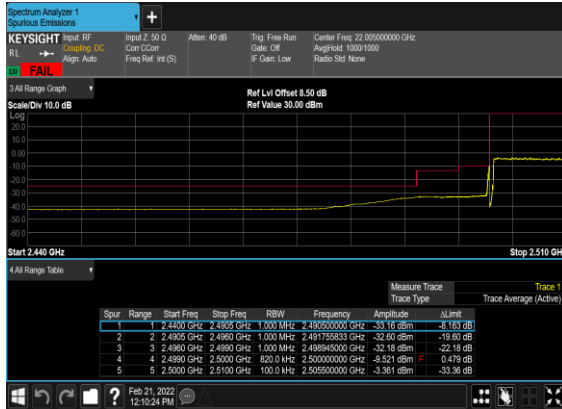 Spectrum Analyzer 1
Spurious Emissions
KEYSIGHT Input: RF Input Z: 50 Ω Atten: 40 dB Trig: Free Run Center Freq: 22.005000000 GHz
RL Coupling: DC Corr CCorr Gate: Off Avg|Hold: 1000/1000
Align: Auto Freq Ref: Int (S) IF Gain: Low Radio Std: None
LV FAIL
3 All Range Graph Ref Lvl Offset 8.50 dB
Scale/Div 10.0 dB Ref Value 30.00 dBm
Log
20.0
10.0
0.00
-10.0
-20.0
-30.0
-40.0
-50.0
-60.0
Start 2.440 GHz Stop 2.510 GH
4 All Range Table
Measure Trace Trace 1
Trace Type Trace Average (Active)
Spur Range Start Freq Stop Freq RBW Frequency Amplitude ΔLimit
1 1 2.4400 GHz 2.4905 GHz 1.000 MHz 2.490500000 GHz -33.16 dBm -8.163 dB
2 2 2.4905 GHz 2.4960 GHz 1.000 MHz 2.491755833 GHz -32.60 dBm -19.60 dB
3 3 2.4960 GHz 2.4990 GHz 1.000 MHz 2.498945000 GHz -32.18 dBm -22.18 dB
4 4 2.4990 GHz 2.5000 GHz 820.0 kHz 2.500000000 GHz -9.521 dBm F 0.479 dB
5 5 2.5000 GHz 2.5100 GHz 100.0 kHz 2.505500000 GHz -3.361 dBm -33.36 dB
? Feb 21, 2022
12:10:24 PM